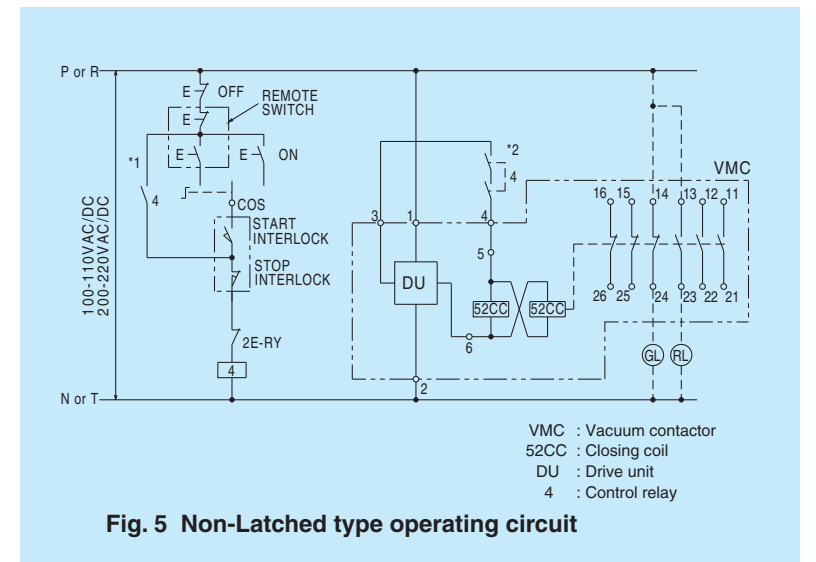 P or R
E OFF
REMOTE
SWITCH
E
E E ON
*1
4
COS
START
INTERLOCK
STOP
INTERLOCK
2E-RY
4
N or T
100-110VAC/DC
200-220VAC/DC
*2
4
VMC
3 1 4
5
DU
52CC 52CC
6
2
16 15 14 13 12 11
26 25 24 23 22 21
GL RL
VMC : Vacuum contactor
52CC : Closing coil
DU : Drive unit
4 : Control relay
Fig. 5 Non-Latched type operating circuit